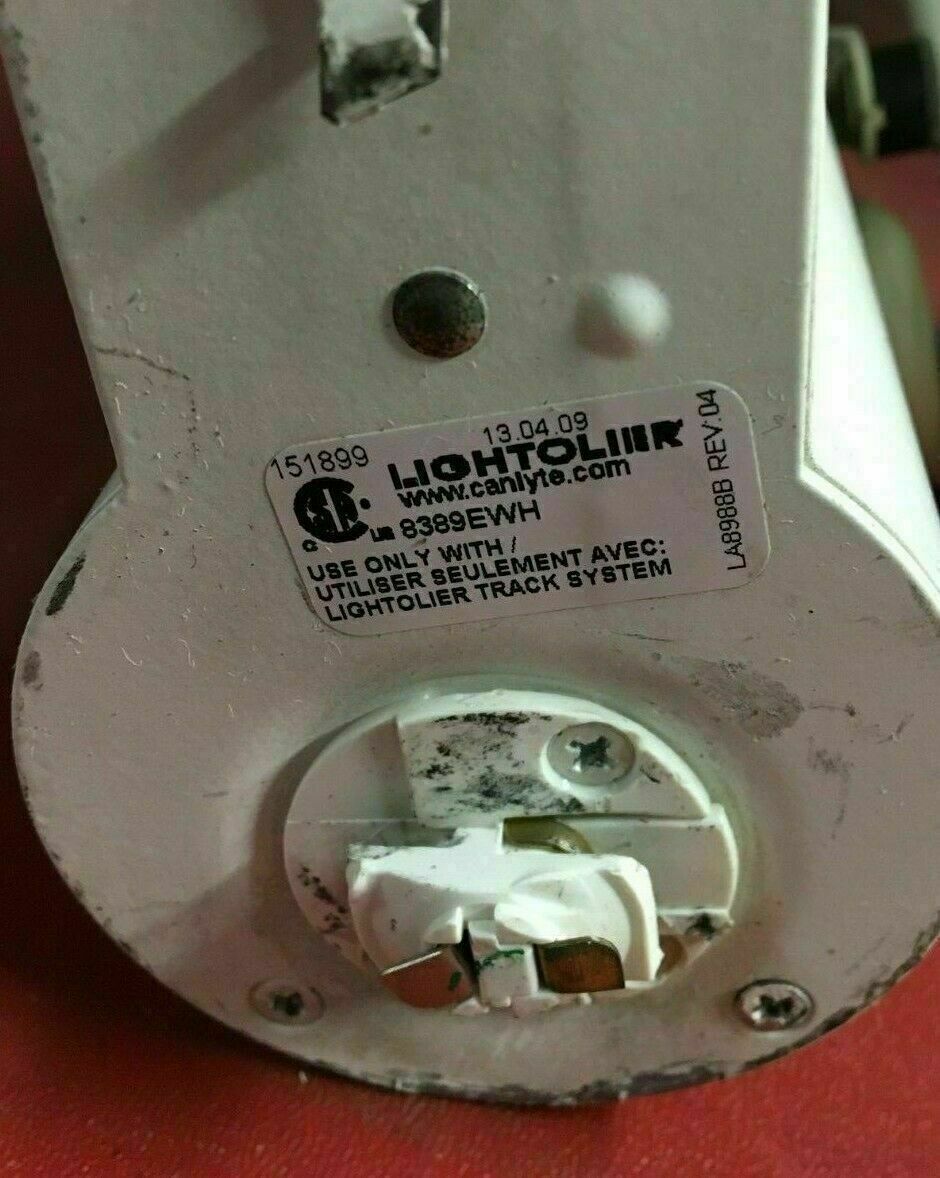 151899
13.04.09
LIGHTOLIER
www.canlyte.com
C US 8389EWH
USE ONLY WITH /
UTILISER SEULEMENT AVEC:
LIGHTOLIER TRACK SYSTEM
LA8988B REV.04